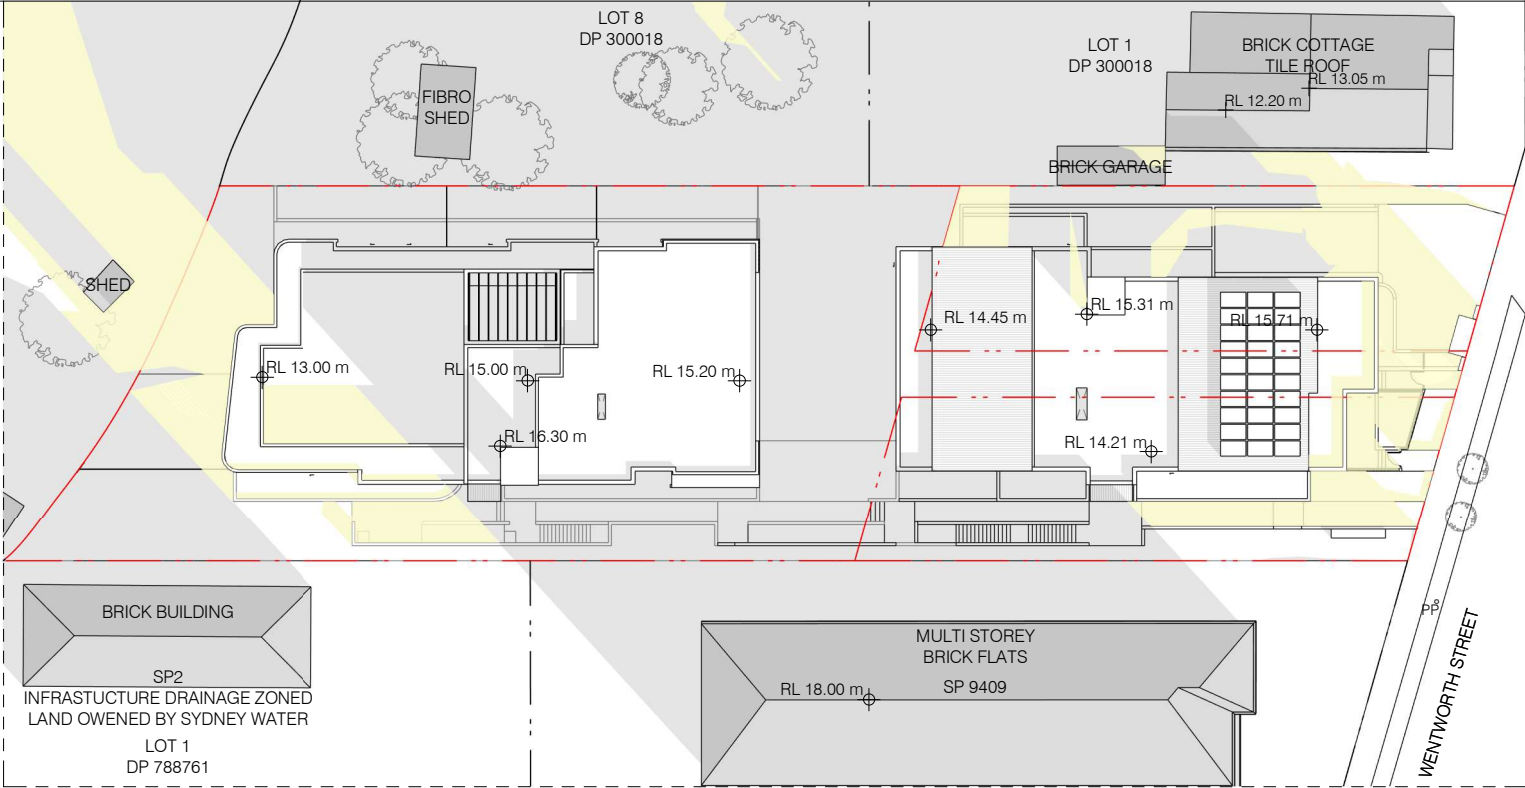 LOT 8
DP 300018
LOT 1
DP 300018
BRICK COTTAGE
TILE ROOF
RL 13.05 m
RL 12.20 m
FIBRO
SHED
BRICK GARAGE
SHED
RL 14.45 m
RL 15.31 m
RL 15.71 m
RL 13.00 m
RL 15.00 m
RL 15.20 m
RL 16.30 m
RL 14.21 m
BRICK BUILDING
SP2
INFRASTUCTURE DRAINAGE ZONED
LAND OWENED BY SYDNEY WATER
LOT 1
DP 788761
MULTI STOREY
BRICK FLATS
RL 18.00 m
SP 9409
PP
WENTWORTH STREET